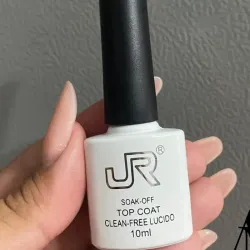 JR®
SOAK-OFF
TOP COAT
CLEAN-FREE LUCIDO
10ml